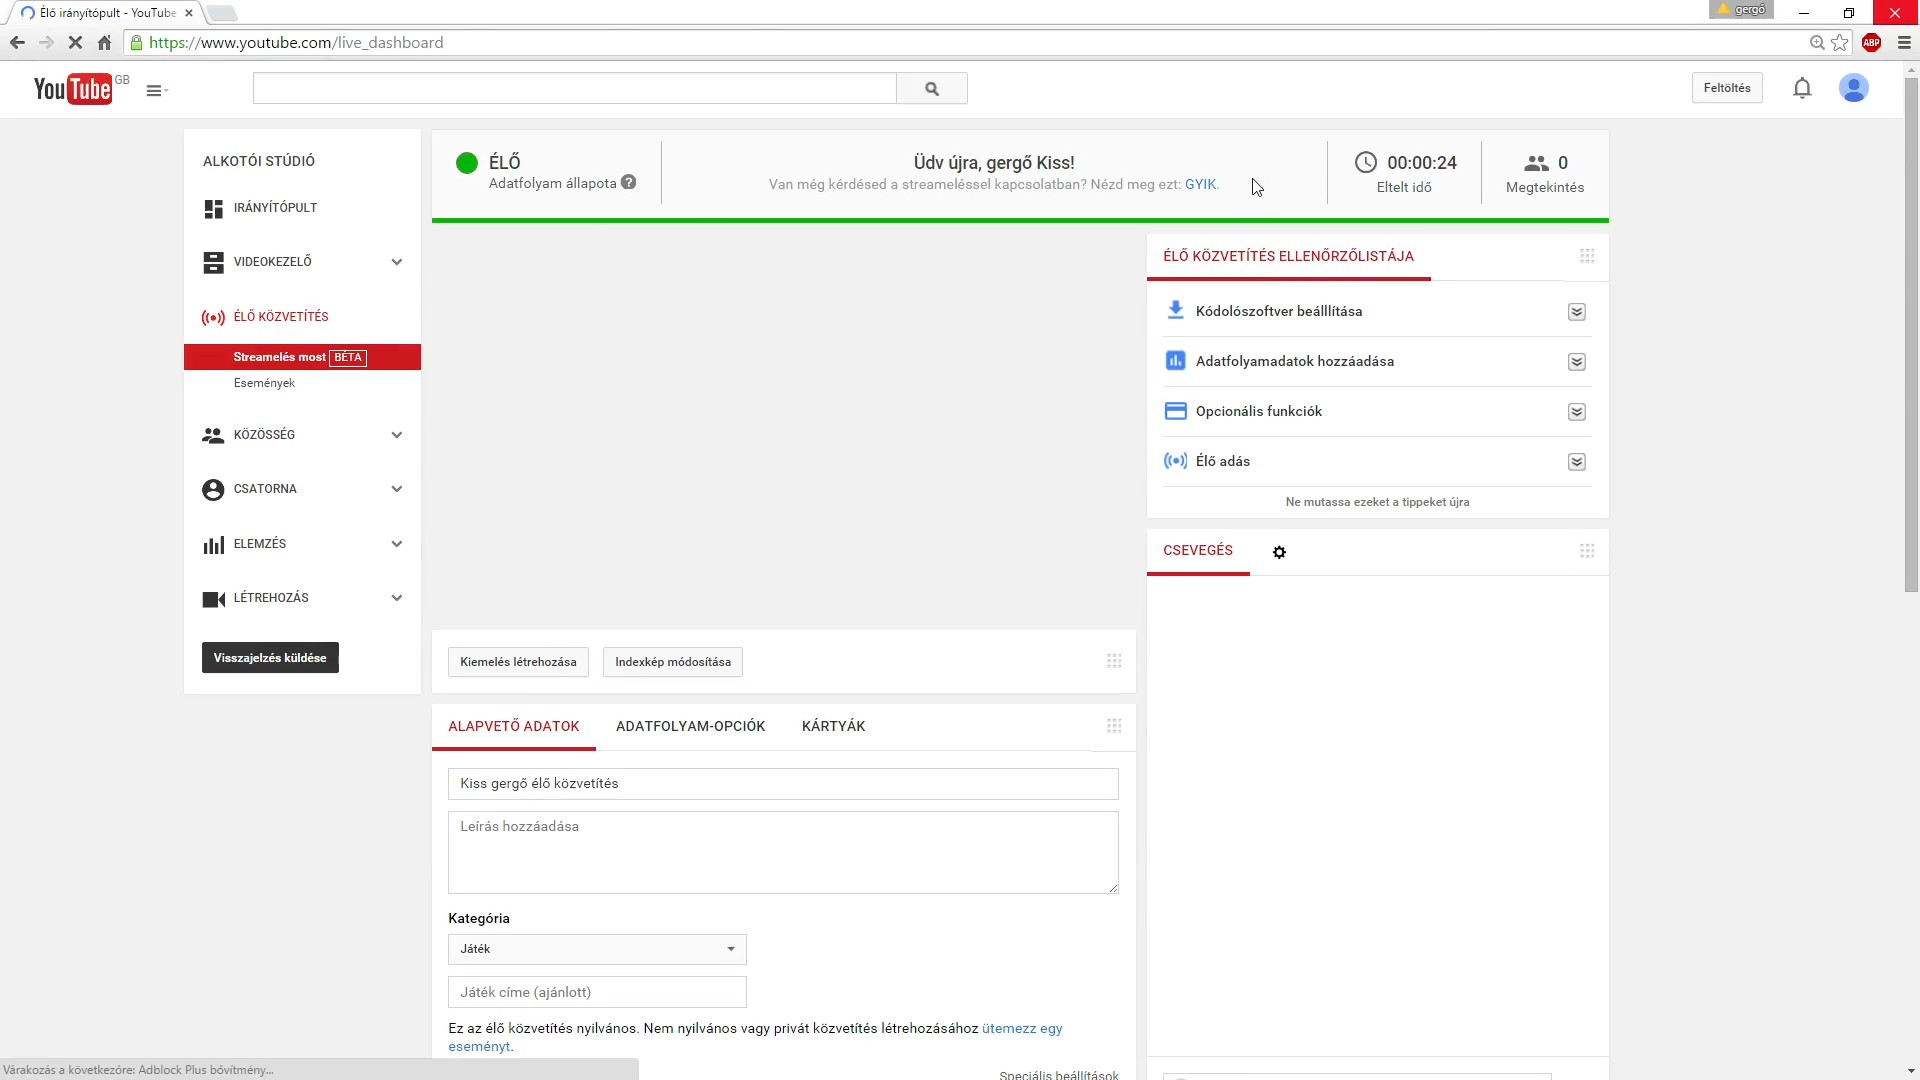 Élő irányítópult - YouTube
gergő
https://www.youtube.com/live_dashboard
ABP
YouTube GB
Feltöltés
ALKOTÓI STÚDIÓ
IRÁNYÍTÓPULT
VIDEOKEZELŐ
ÉLŐ KÖZVETÍTÉS
Streamelés most BÉTA
Események
KÖZÖSSÉG
CSATORNA
ELEMZÉS
LÉTREHOZÁS
Visszajelzés küldése
ÉLŐ
Adatfolyam állapota ?
Üdv újra, gergő Kiss!
Van még kérdésed a streameléssel kapcsolatban? Nézd meg ezt: GYIK.
00:00:24
Eltelt idő
0
Megtekintés
Kiemelés létrehozása
Indexkép módosítása
ALAPVETŐ ADATOK
ADATFOLYAM-OPCIÓK
KÁRTYÁK
Kiss gergő élő közvetítés
Leírás hozzáadása
Kategória
Játék
Játék címe (ajánlott)
Ez az élő közvetítés nyilvános. Nem nyilvános vagy privát közvetítés létrehozásához ütemezz egy
eseményt.
Speciális beállítások
ÉLŐ KÖZVETÍTÉS ELLENŐRZŐLISTÁJA
Kódolószoftver beálllítása
Adatfolyamadatok hozzáadása
Opcionális funkciók
Élő adás
Ne mutassa ezeket a tippeket újra
CSEVEGÉS
Várakozás a következőre: Adblock Plus bővítmény...